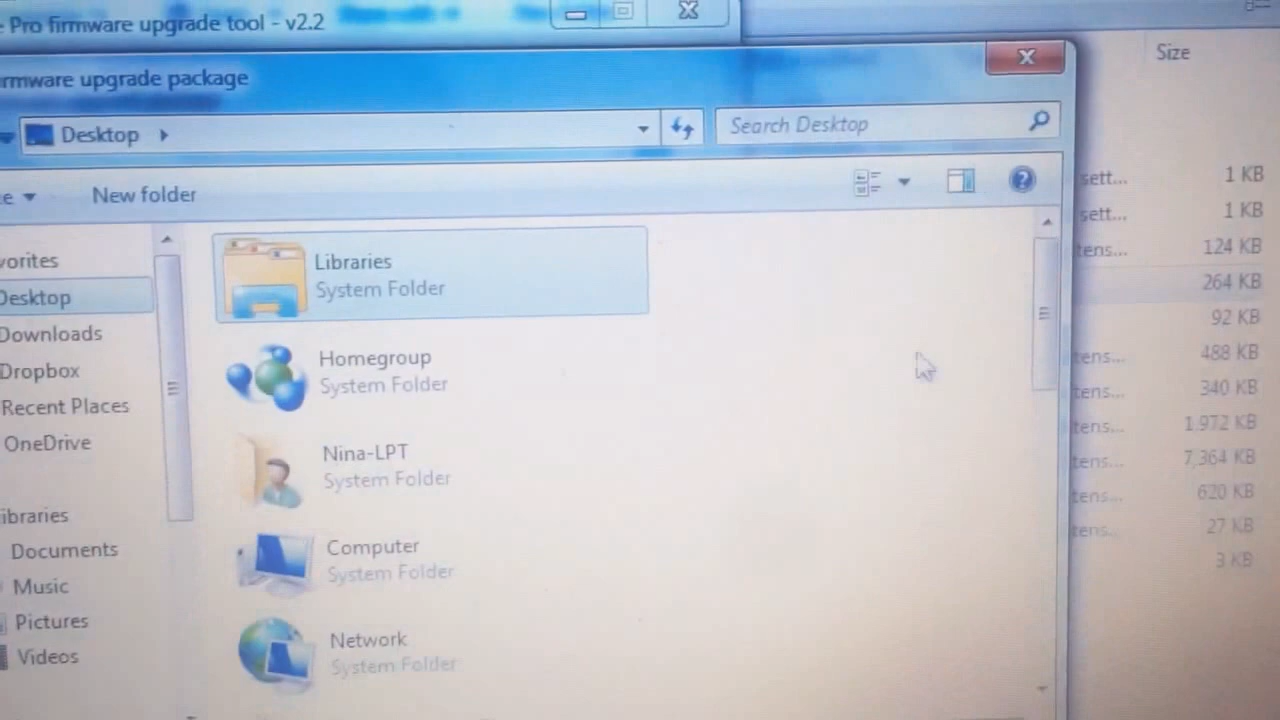 Pro firmware upgrade tool - v2.2
rmware upgrade package
Size
Desktop
Search Desktop
New folder
sett... 1 KB
sett... 1 KB
tens... 124 KB
264 KB
92 KB
tens... 488 KB
tens... 340 KB
tens... 1,972 KB
tens... 7,364 KB
tens... 620 KB
tens... 27 KB
3 KB
vorites
Desktop
Downloads
Dropbox
Recent Places
OneDrive
ibraries
Documents
Music
Pictures
Videos
Libraries
System Folder
Homegroup
System Folder
Nina-LPT
System Folder
Computer
System Folder
Network
System Folder